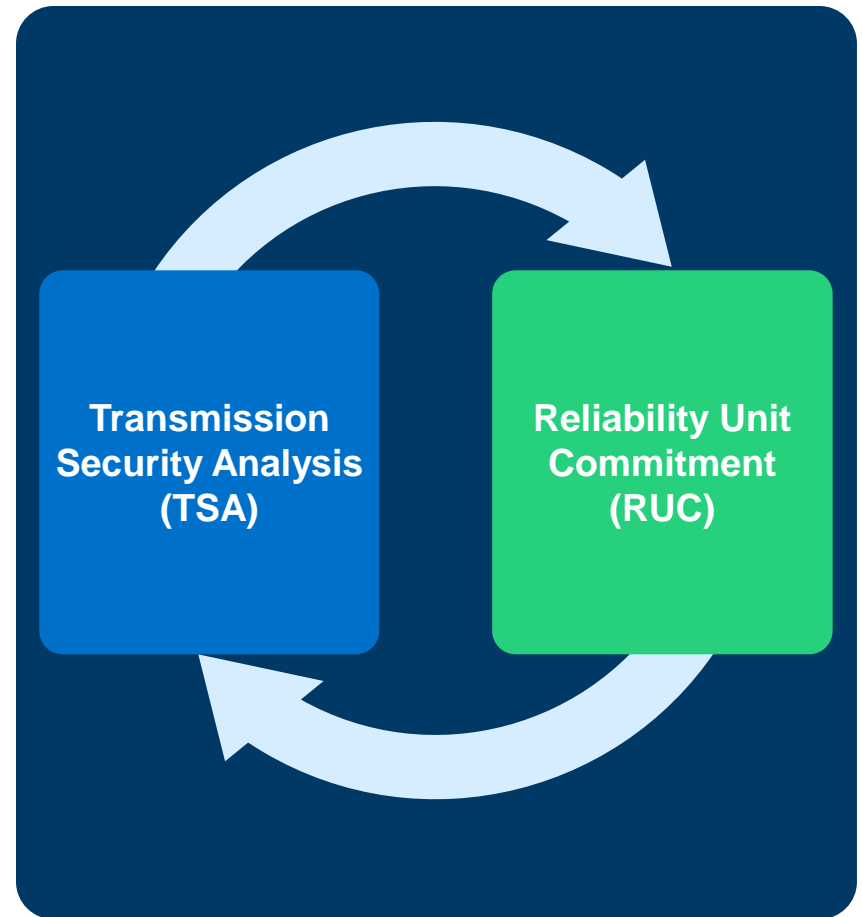 Transmission
Security Analysis
(TSA)
Reliability Unit
Commitment
(RUC)